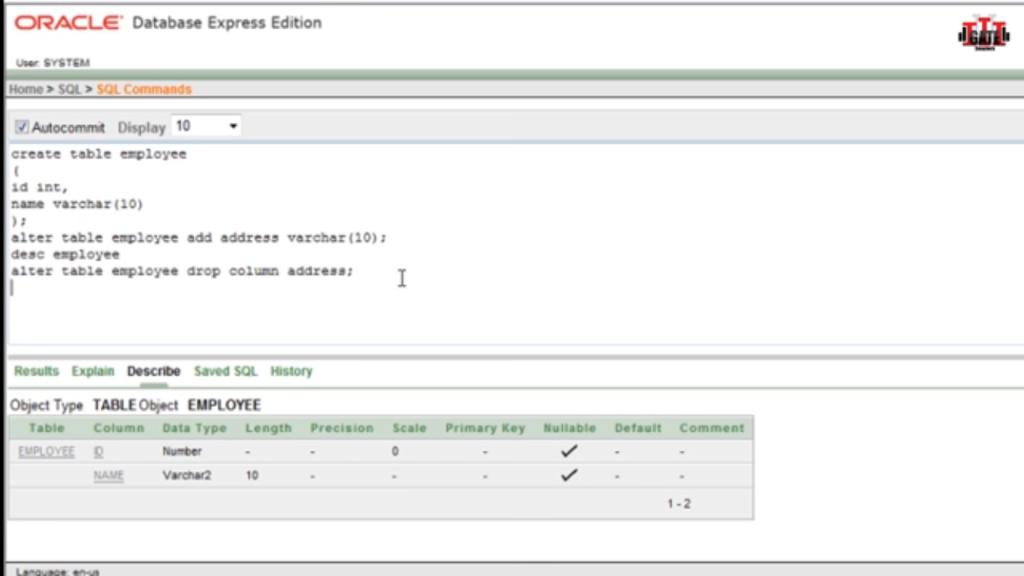 ORACLE Database Express Edition
GATE
User: SYSTEM
Home > SQL > SQL Commands
Autocommit Display 10
create table employee
(
id int,
name varchar(10)
);
alter table employee add address varchar(10);
desc employee
alter table employee drop column address;
Results Explain Describe Saved SQL History
Object Type TABLE Object EMPLOYEE
Table Column Data Type Length Precision Scale Primary Key Nullable Default Comment
EMPLOYEE ID Number - - 0 - ✓ - -
NAME Varchar2 10 - - - ✓ - -
1 - 2
Language: en-us